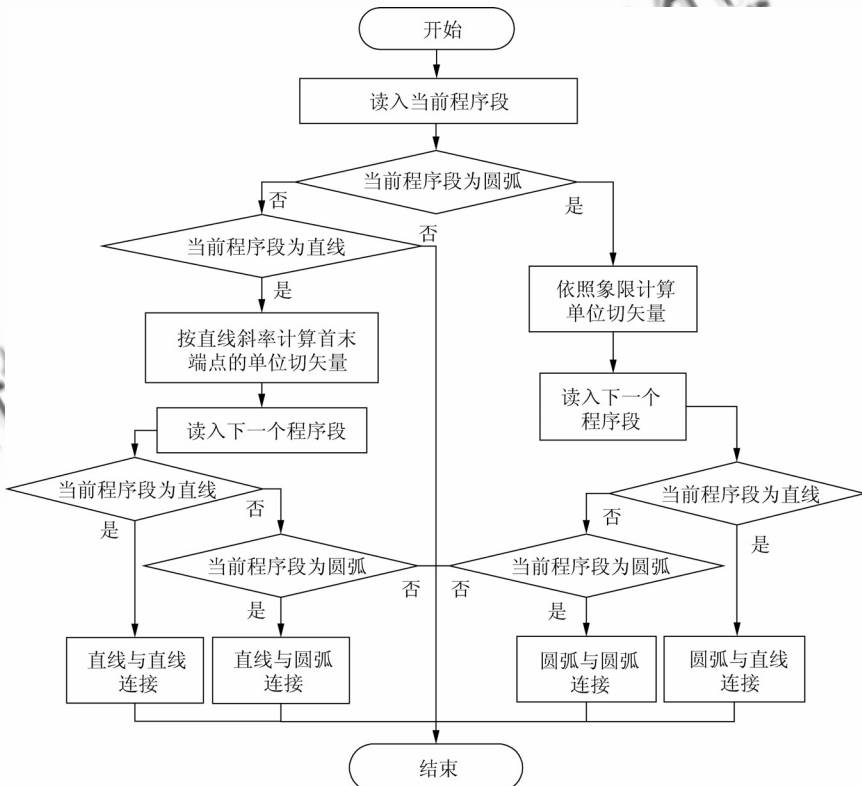 开始
读入当前程序段
当前程序段为圆弧
否
是
当前程序段为直线
否
是
依照象限计算
单位切矢量
按直线斜率计算首末
端点的单位切矢量
读入下一个
程序段
读入下一个程序段
当前程序段为直线
否
是
当前程序段为直线
否
是
当前程序段为圆弧
否
是
当前程序段为圆弧
否
是
直线与直线
连接
直线与圆弧
连接
圆弧与圆弧
连接
圆弧与直线
连接
结束